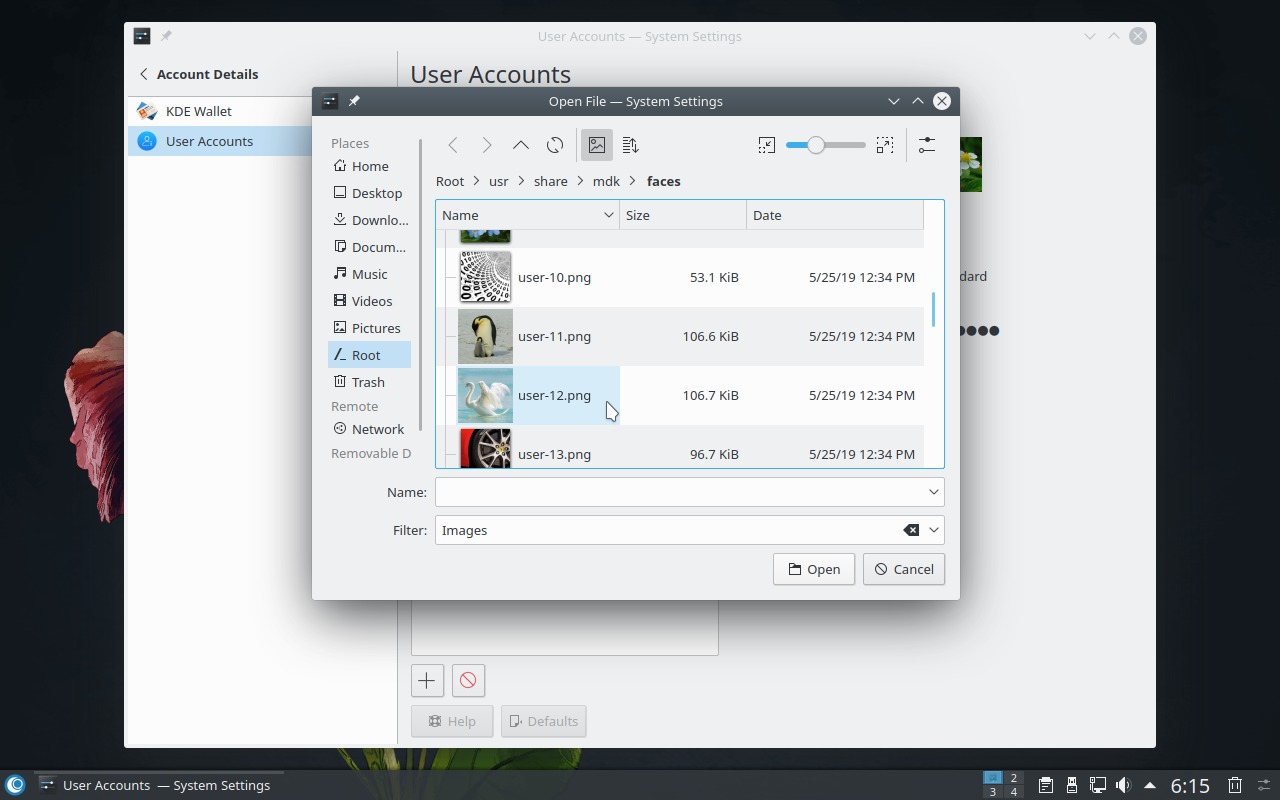 User Accounts — System Settings
Account Details
User Accounts
KDE Wallet
User Accounts
Open File — System Settings
Places
Home
Desktop
Downlo...
Docum...
Music
Videos
Pictures
Root
Trash
Remote
Network
Removable D
Root > usr > share > mdk > faces
Name Size Date
user-10.png 53.1 KiB 5/25/19 12:34 PM
user-11.png 106.6 KiB 5/25/19 12:34 PM
user-12.png 106.7 KiB 5/25/19 12:34 PM
user-13.png 96.7 KiB 5/25/19 12:34 PM
Name:
Filter: Images
Open Cancel
dard
Help Defaults
User Accounts — System Settings
2
3 4
6:15